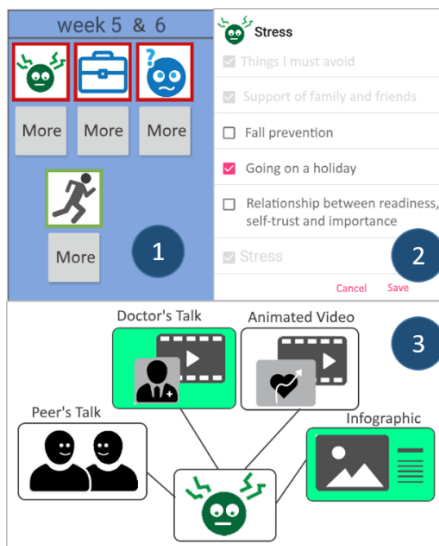 week 5 & 6
?
More More More
More
1
Stress
Things I must avoid
Support of family and friends
Fall prevention
Going on a holiday
Relationship between readiness,
self-trust and importance
Stress
2
Cancel Save
3
Doctor's Talk Animated Video
Peer's Talk
Infographic